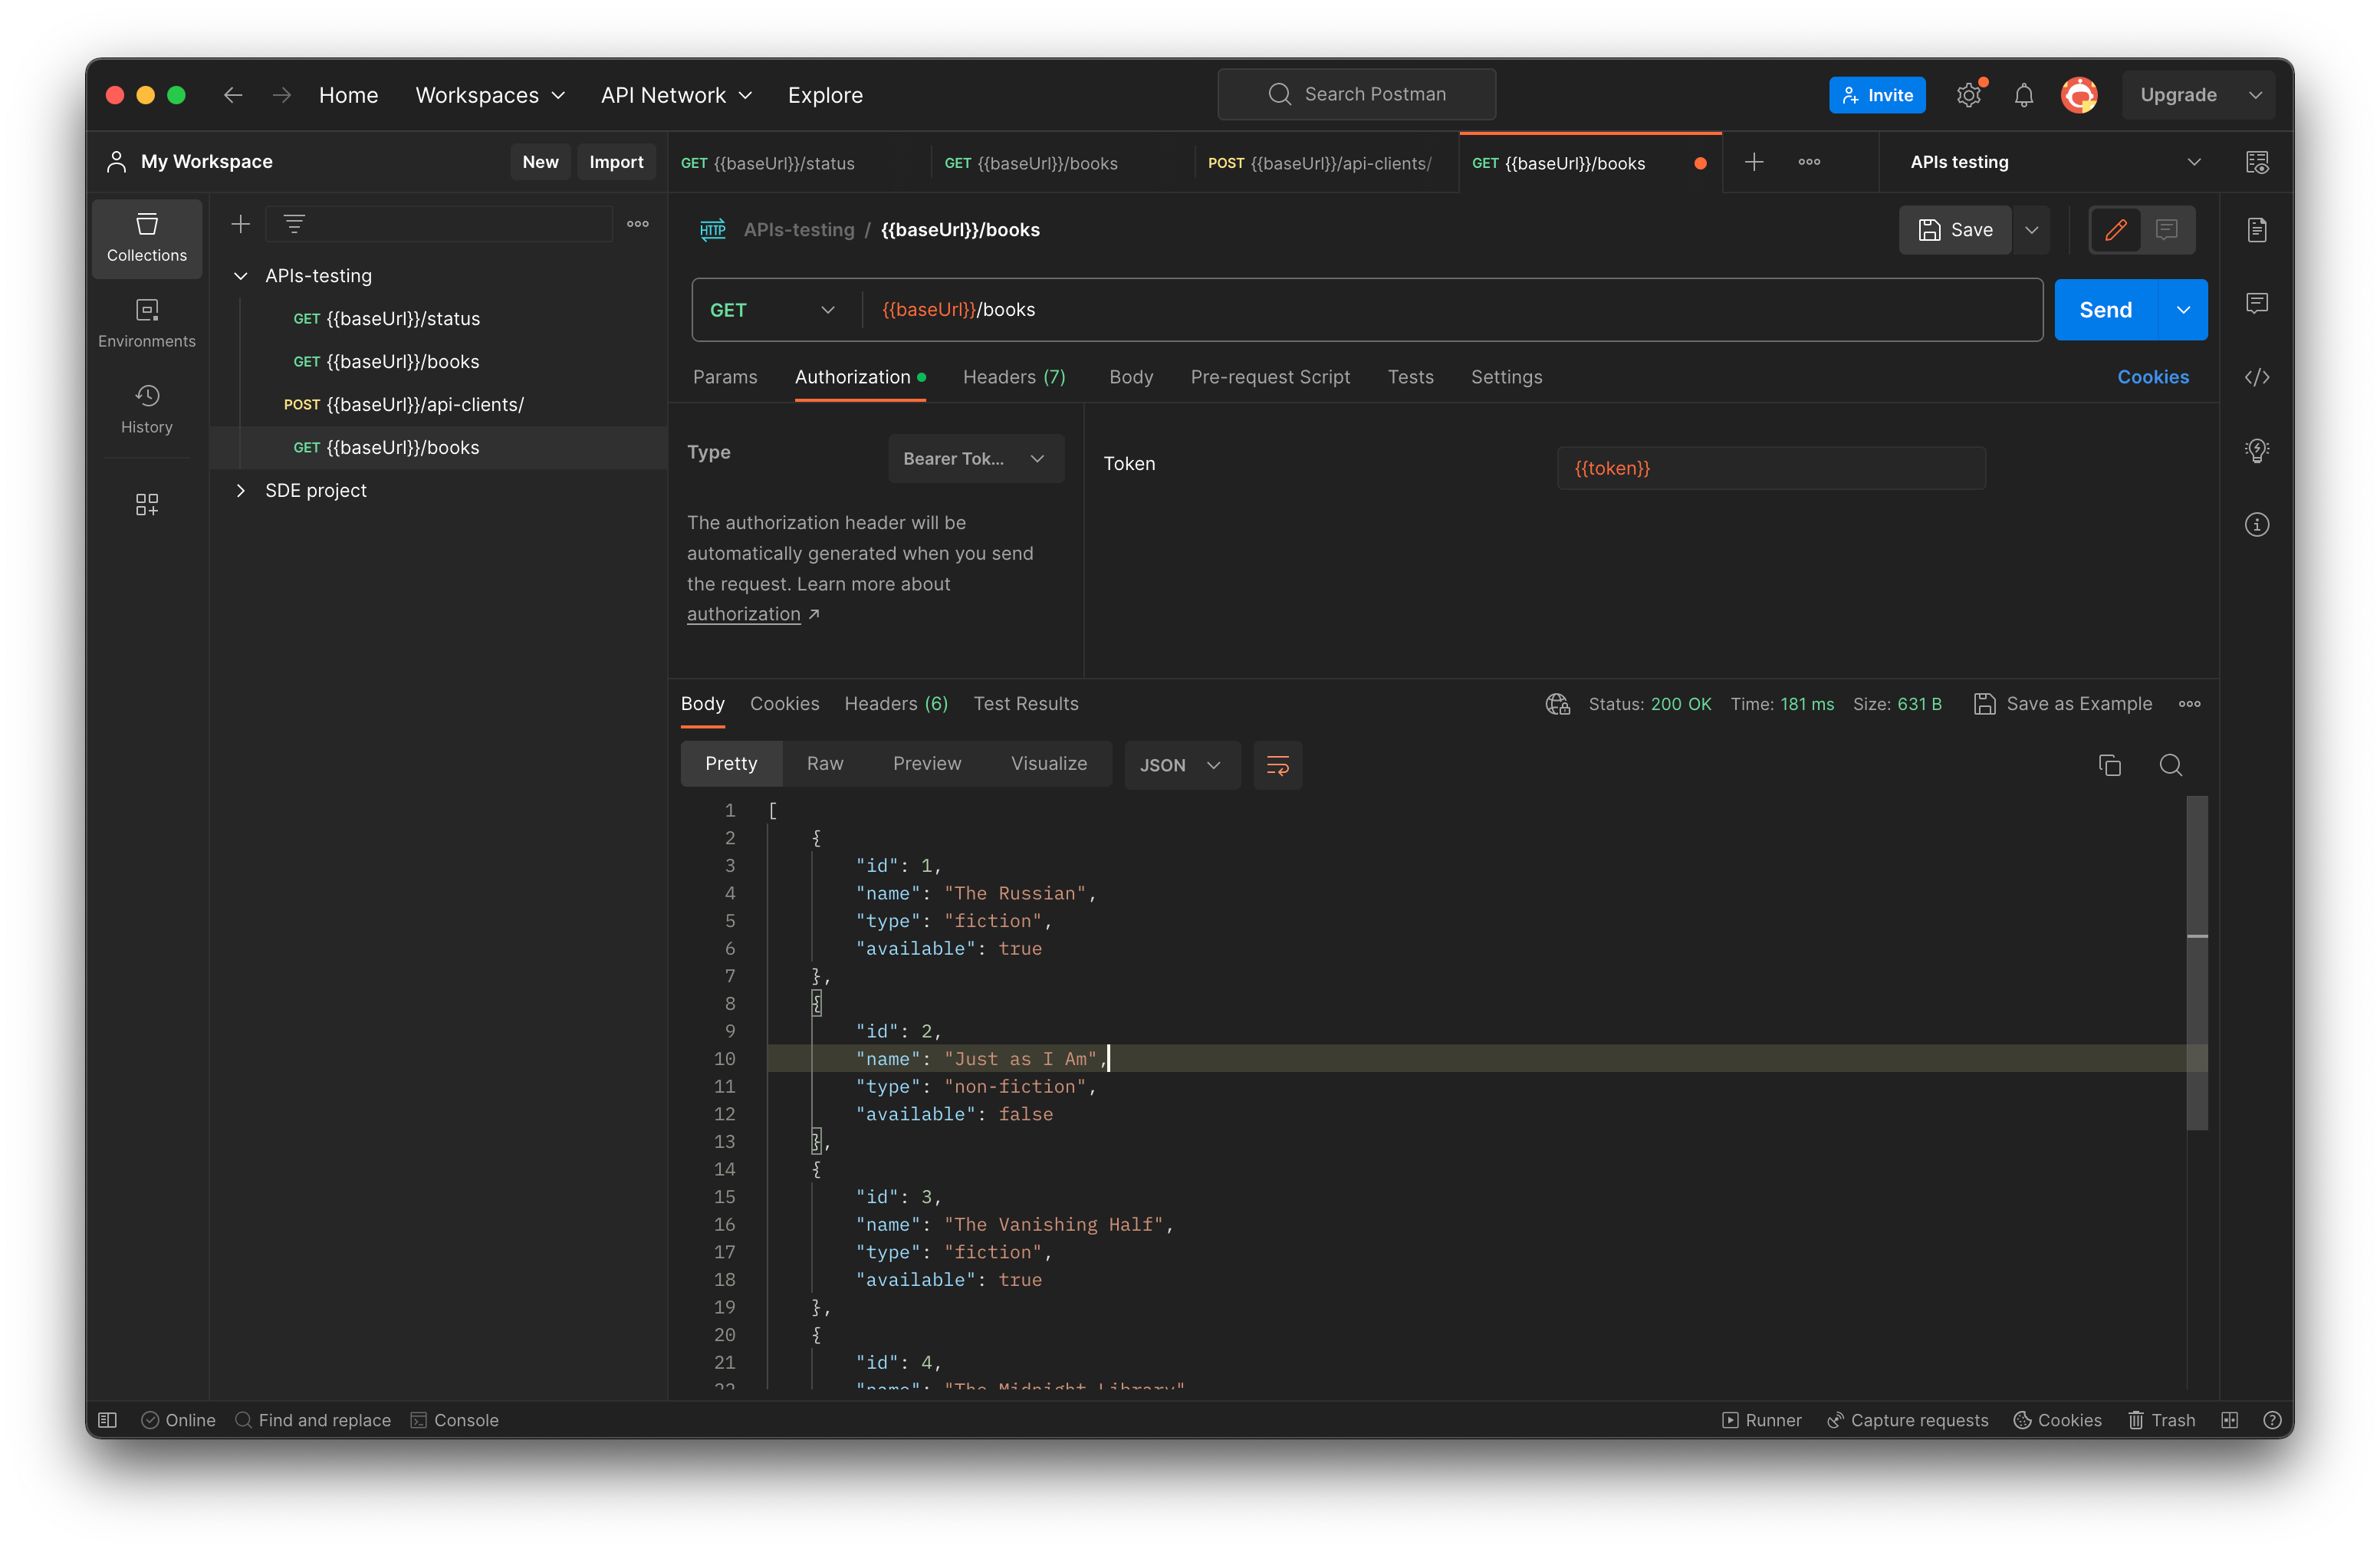 Home
Workspaces
API Network
Explore
Search Postman
Invite
Upgrade
My Workspace
New
Import
GET {{baseUrl}}/status
GET {{baseUrl}}/books
POST {{baseUrl}}/api-clients/
GET {{baseUrl}}/books
APIs testing
Collections
Environments
History
APIs-testing
GET {{baseUrl}}/status
GET {{baseUrl}}/books
POST {{baseUrl}}/api-clients/
GET {{baseUrl}}/books
SDE project
HTTP APIs-testing / {{baseUrl}}/books
Save
GET {{baseUrl}}/books
Send
Params
Authorization
Headers (7)
Body
Pre-request Script
Tests
Settings
Cookies
Type
Bearer Tok...
The authorization header will be
automatically generated when you send
the request. Learn more about
authorization ↗
Token
{{token}}
Body
Cookies
Headers (6)
Test Results
Status: 200 OK
Time: 181 ms
Size: 631 B
Save as Example
Pretty
Raw
Preview
Visualize
JSON
1 [
2 {
3 "id": 1,
4 "name": "The Russian",
5 "type": "fiction",
6 "available": true
7 },
8 {
9 "id": 2,
10 "name": "Just as I Am",
11 "type": "non-fiction",
12 "available": false
13 },
14 {
15 "id": 3,
16 "name": "The Vanishing Half",
17 "type": "fiction",
18 "available": true
19 },
20 {
21 "id": 4,
22 "name": "The Midnight Library"
Online
Find and replace
Console
Runner
Capture requests
Cookies
Trash